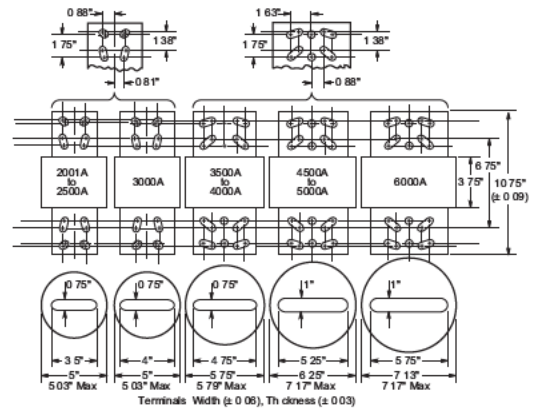 0 88"
1 63"
1 75"
1 38"
1 75"
1 38"
0 81"
0 88"
2001A
to
2500A
3000A
3500A
to
4000A
4500A
to
5000A
6000A
6 75"
3 75"
10 75"
(± 0 09)
0 75"
0 75"
0 75"
1"
1"
3 5"
4"
4 75"
5 25"
5 75"
5"
5"
5 75"
6 25"
7 13"
5 03" Max
5 03" Max
5 79" Max
7 17" Max
7 17" Max
Terminals Width (± 0 06), Th ckness (± 0 03)